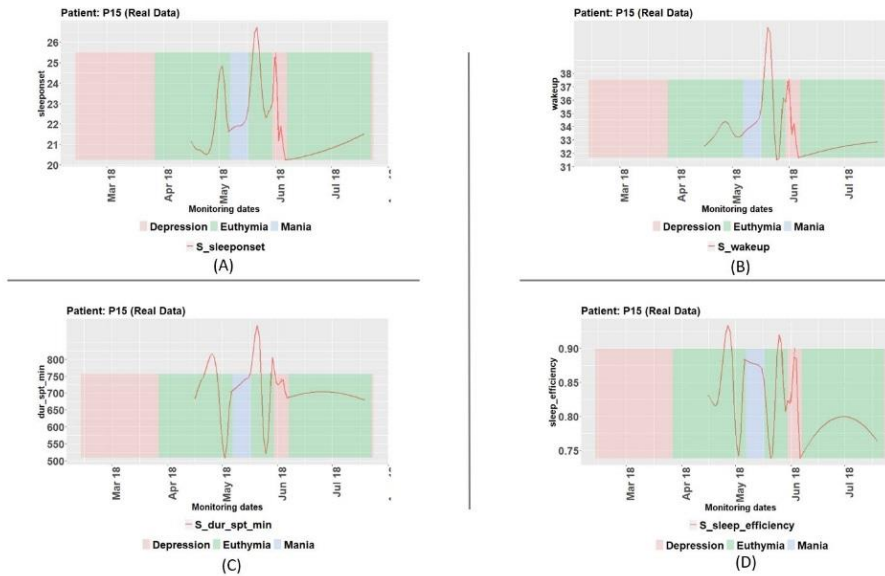 Patient: P15 (Real Data)
sleeponset
26
25
24
23
22
21
20
Mar 18
Apr 18
May 18
Jun 18
Jul 18
Monitoring dates
Depression Euthymia Mania
S_sleeponset
(A)
Patient: P15 (Real Data)
wakeup
38
37
36
35
34
33
32
31
Mar 18
Apr 18
May 18
Jun 18
Jul 18
Monitoring dates
Depression Euthymia Mania
S_wakeup
(B)
Patient: P15 (Real Data)
dur_spt_min
800
750
700
650
600
550
500
Mar 18
Apr 18
May 18
Jun 18
Jul 18
Monitoring dates
S_dur_spt_min
Depression Euthymia Mania
(C)
Patient: P15 (Real Data)
sleep_efficiency
0.90
0.85
0.80
0.75
Mar 18
Apr 18
May 18
Jun 18
Jul 18
Monitoring dates
S_sleep_efficiency
Depression Euthymia Mania
(D)